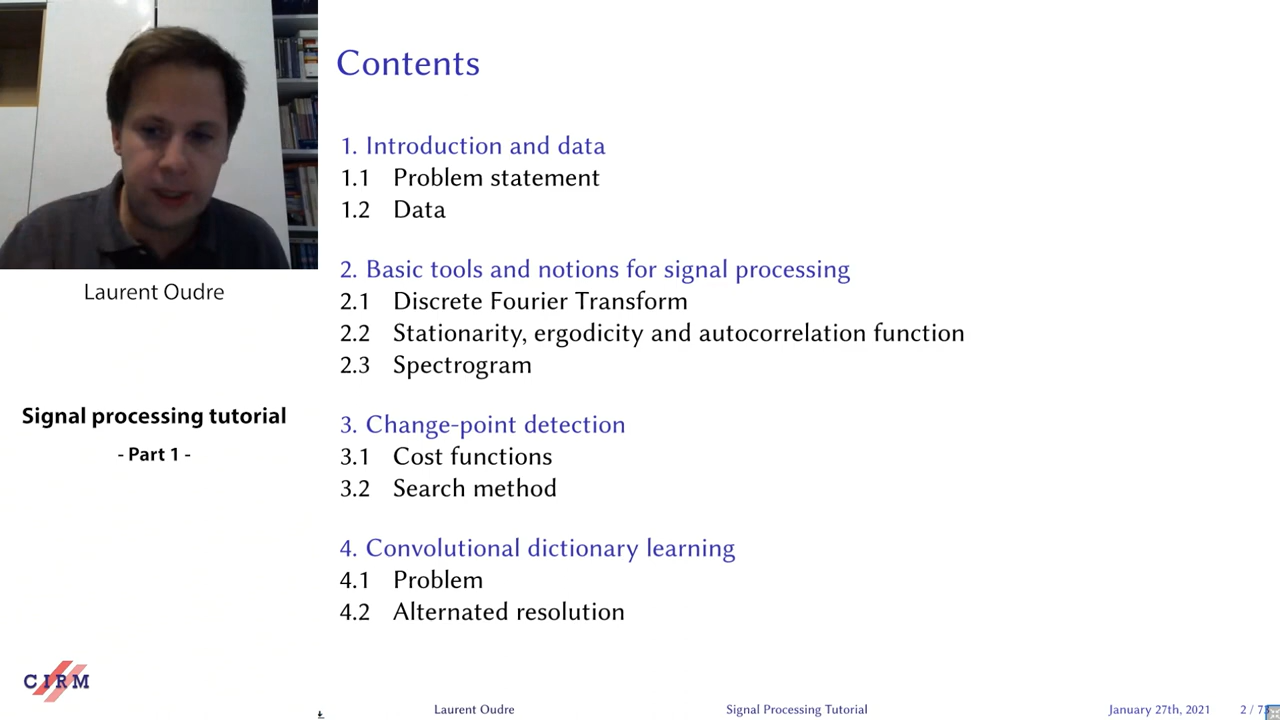 Contents
1. Introduction and data
1.1 Problem statement
1.2 Data
2. Basic tools and notions for signal processing
2.1 Discrete Fourier Transform
2.2 Stationarity, ergodicity and autocorrelation function
2.3 Spectrogram
3. Change-point detection
3.1 Cost functions
3.2 Search method
4. Convolutional dictionary learning
4.1 Problem
4.2 Alternated resolution
Laurent Oudre
Signal processing tutorial
- Part 1 -
CIRM
Laurent Oudre Signal Processing Tutorial January 27th, 2021 2 /